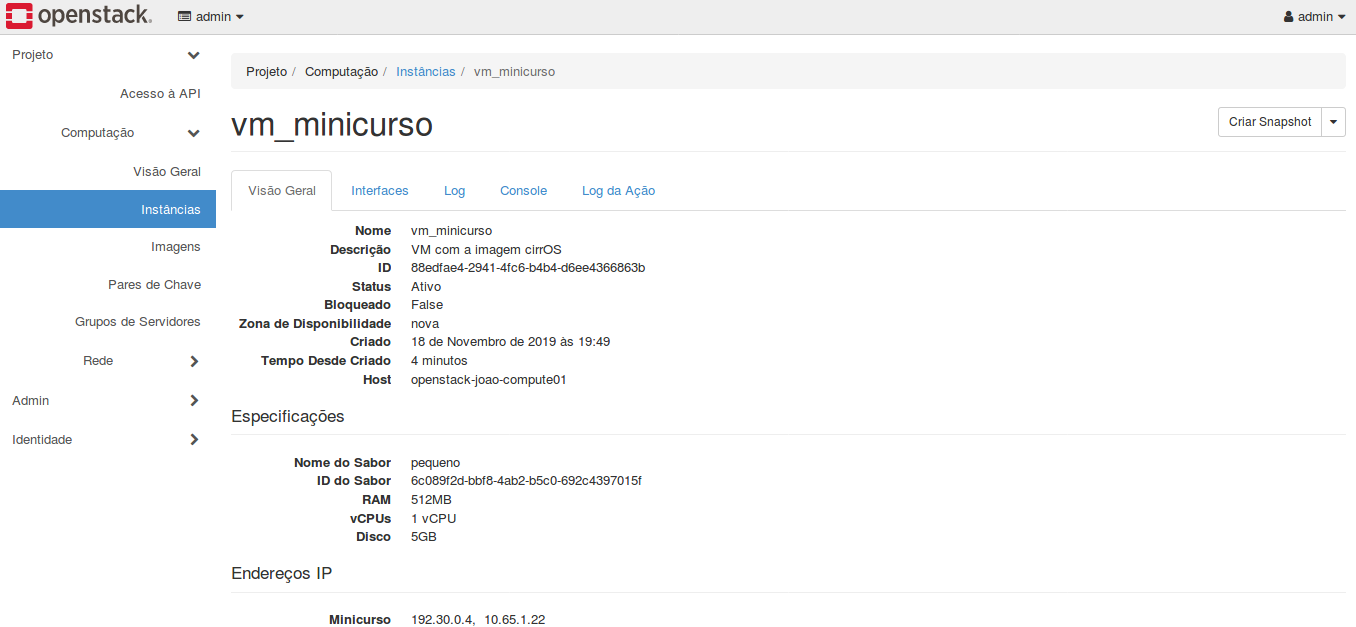 openstack. admin admin
Projeto
Acesso à API
Computação
Visão Geral
Instâncias
Imagens
Pares de Chave
Grupos de Servidores
Rede
Admin
Identidade
Projeto / Computação / Instâncias / vm_minicurso
vm_minicurso
Criar Snapshot
Visão Geral Interfaces Log Console Log da Ação
Nome vm_minicurso
Descrição VM com a imagem cirrOS
ID 88edfae4-2941-4fc6-b4b4-d6ee4366863b
Status Ativo
Bloqueado False
Zona de Disponibilidade nova
Criado 18 de Novembro de 2019 às 19:49
Tempo Desde Criado 4 minutos
Host openstack-joao-compute01
Especificações
Nome do Sabor pequeno
ID do Sabor 6c089f2d-bbf8-4ab2-b5c0-692c4397015f
RAM 512MB
vCPUs 1 vCPU
Disco 5GB
Endereços IP
Minicurso 192.30.0.4, 10.65.1.22